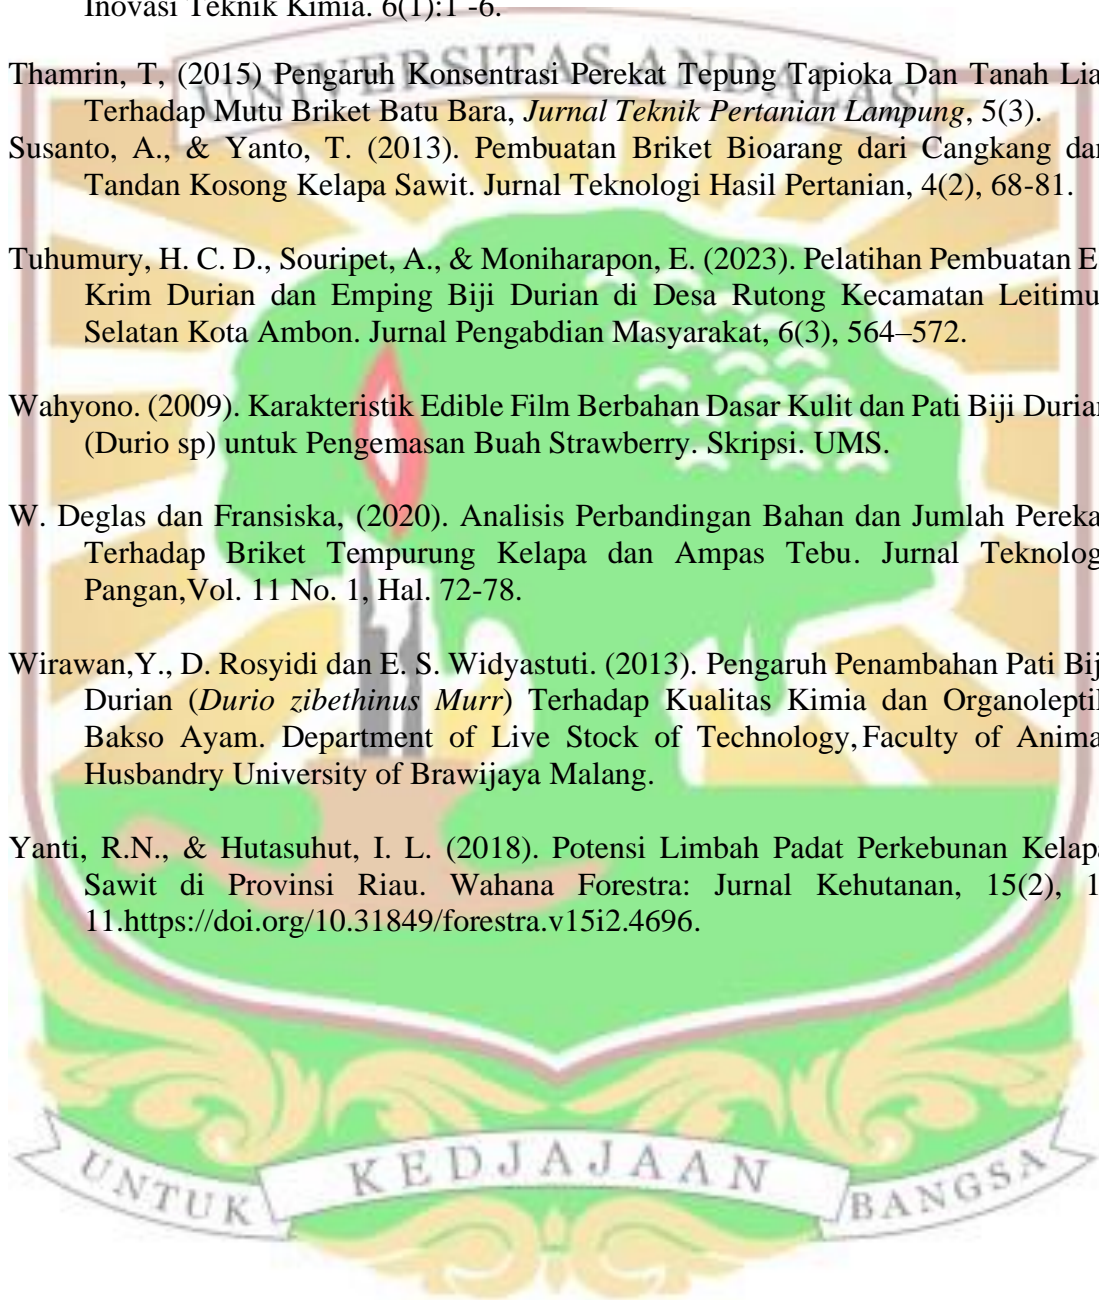 Inovasi Teknik Kimia. 6(1):1 -6.
UNIVERSITAS ANDALAS
Thamrin, T, (2015) Pengaruh Konsentrasi Perekat Tepung Tapioka Dan Tanah Lia
Terhadap Mutu Briket Batu Bara, Jurnal Teknik Pertanian Lampung, 5(3).
Susanto, A., & Yanto, T. (2013). Pembuatan Briket Bioarang dari Cangkang dan
Tandan Kosong Kelapa Sawit. Jurnal Teknologi Hasil Pertanian, 4(2), 68-81.
Tuhumury, H. C. D., Souripet, A., & Moniharapon, E. (2023). Pelatihan Pembuatan E
Krim Durian dan Emping Biji Durian di Desa Rutong Kecamatan Leitimu
Selatan Kota Ambon. Jurnal Pengabdian Masyarakat, 6(3), 564–572.
Wahyono. (2009). Karakteristik Edible Film Berbahan Dasar Kulit dan Pati Biji Durian
(Durio sp) untuk Pengemasan Buah Strawberry. Skripsi. UMS.
W. Deglas dan Fransiska, (2020). Analisis Perbandingan Bahan dan Jumlah Pereka
Terhadap Briket Tempurung Kelapa dan Ampas Tebu. Jurnal Teknolog
Pangan,Vol. 11 No. 1, Hal. 72-78.
Wirawan,Y., D. Rosyidi dan E. S. Widyastuti. (2013). Pengaruh Penambahan Pati Bij
Durian (Durio zibethinus Murr) Terhadap Kualitas Kimia dan Organolepti
Bakso Ayam. Department of Live Stock of Technology, Faculty of Anima
Husbandry University of Brawijaya Malang.
Yanti, R.N., & Hutasuhut, I. L. (2018). Potensi Limbah Padat Perkebunan Kelapa
Sawit di Provinsi Riau. Wahana Forestra: Jurnal Kehutanan, 15(2), 1
11.https://doi.org/10.31849/forestra.v15i2.4696.
UNTUK KEDJAJAAN BANGSA